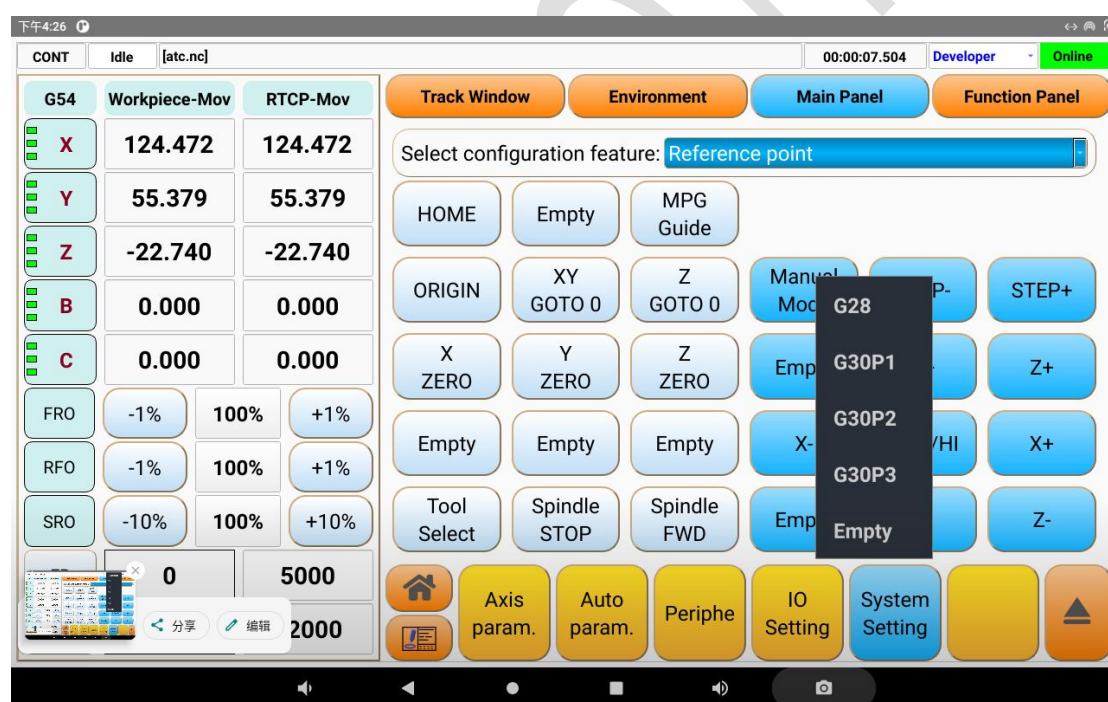 下午4:26
CONT Idle [atc.nc] 00:00:07.504 Developer Online
G54 Workpiece-Mov RTCP-Mov
X 124.472 124.472
Y 55.379 55.379
Z -22.740 -22.740
B 0.000 0.000
C 0.000 0.000
FRO -1% 100% +1%
RFO -1% 100% +1%
SRO -10% 100% +10%
0 5000
2000
分享 编辑
Track Window Environment Main Panel Function Panel
Select configuration feature: Reference point
HOME Empty MPG
Guide
ORIGIN XY
GOTO 0 Z
GOTO 0
X
ZERO Y
ZERO Z
ZERO
Empty Empty Empty
Tool
Select Spindle
STOP Spindle
FWD
Manual STEP+
Z+
X- /HI X+
Z-
G28
G30P1
G30P2
G30P3
Empty
Axis
param. Auto
param. Periphe IO
Setting System
Setting